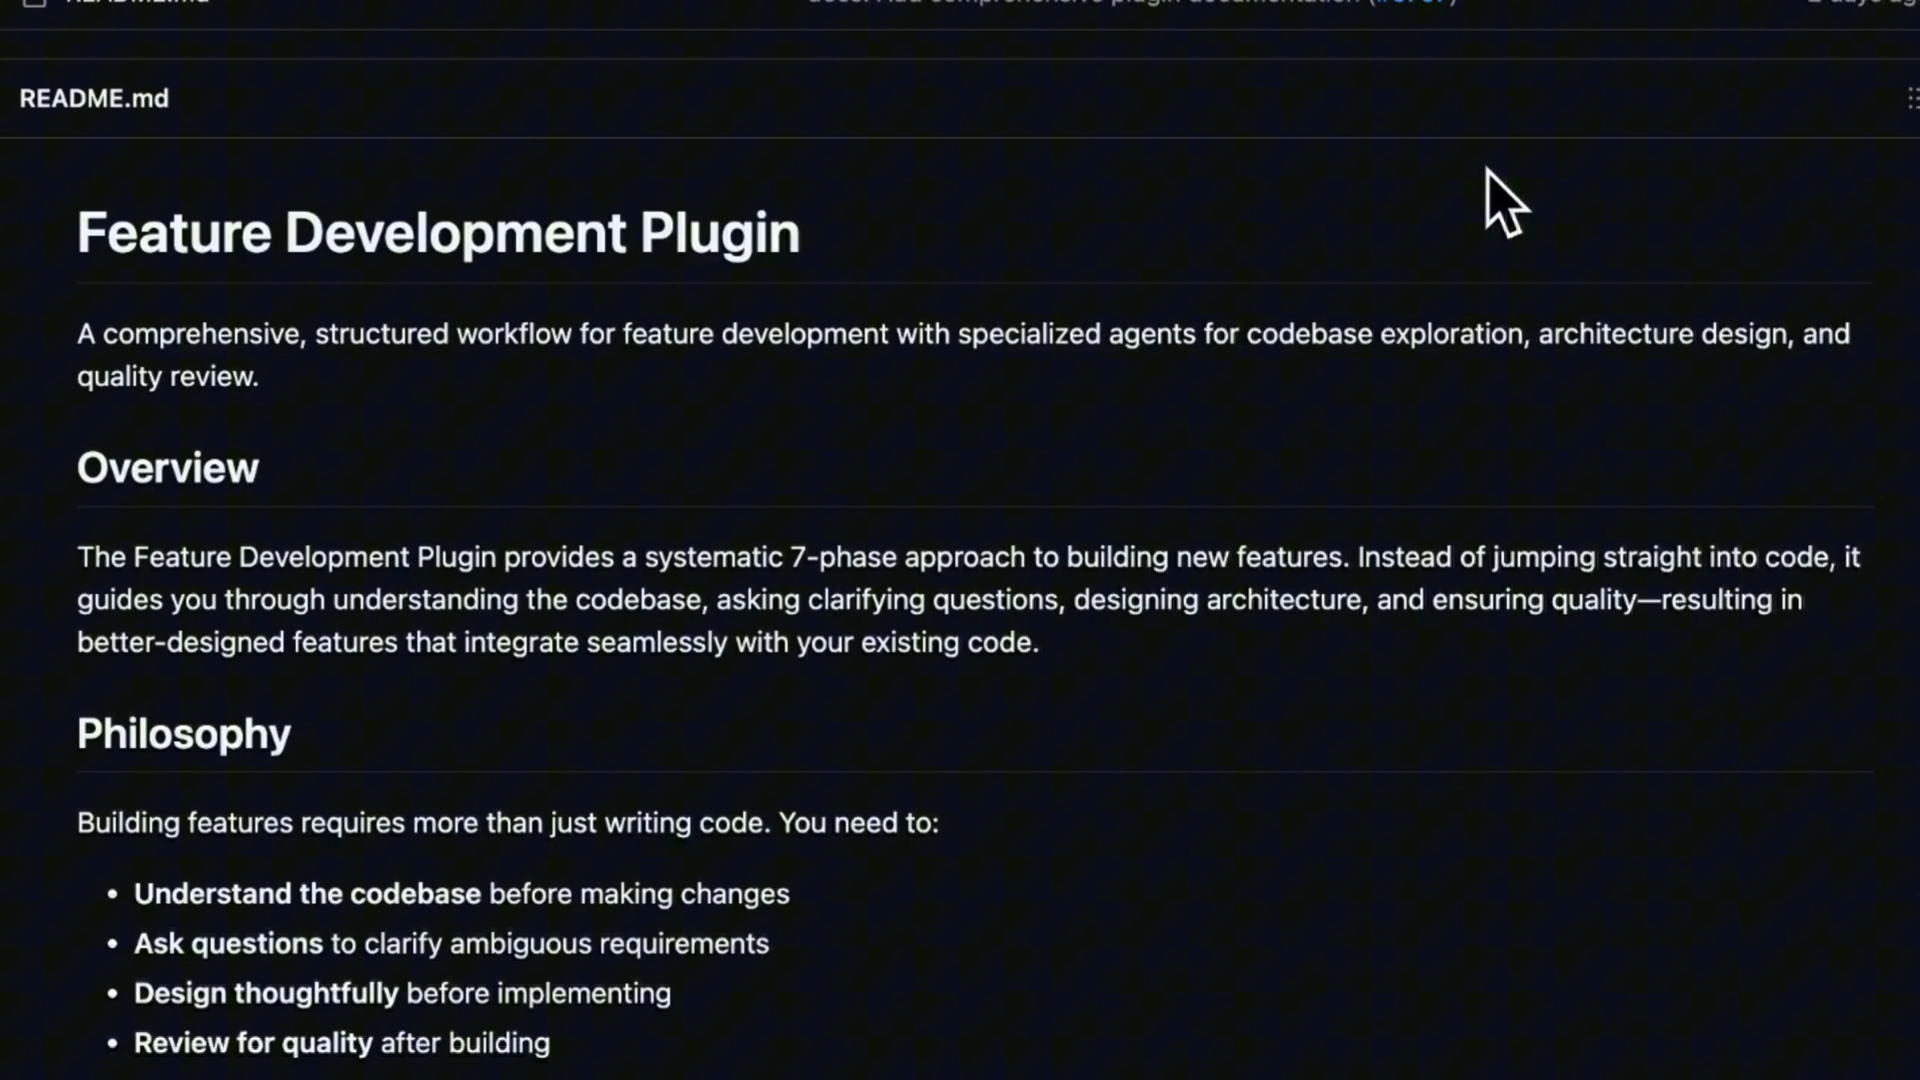 README.md
README.md
Feature Development Plugin
A comprehensive, structured workflow for feature development with specialized agents for codebase exploration, architecture design, and
quality review.
Overview
The Feature Development Plugin provides a systematic 7-phase approach to building new features. Instead of jumping straight into code, it
guides you through understanding the codebase, asking clarifying questions, designing architecture, and ensuring quality—resulting in
better-designed features that integrate seamlessly with your existing code.
Philosophy
Building features requires more than just writing code. You need to:
• Understand the codebase before making changes
• Ask questions to clarify ambiguous requirements
• Design thoughtfully before implementing
• Review for quality after building